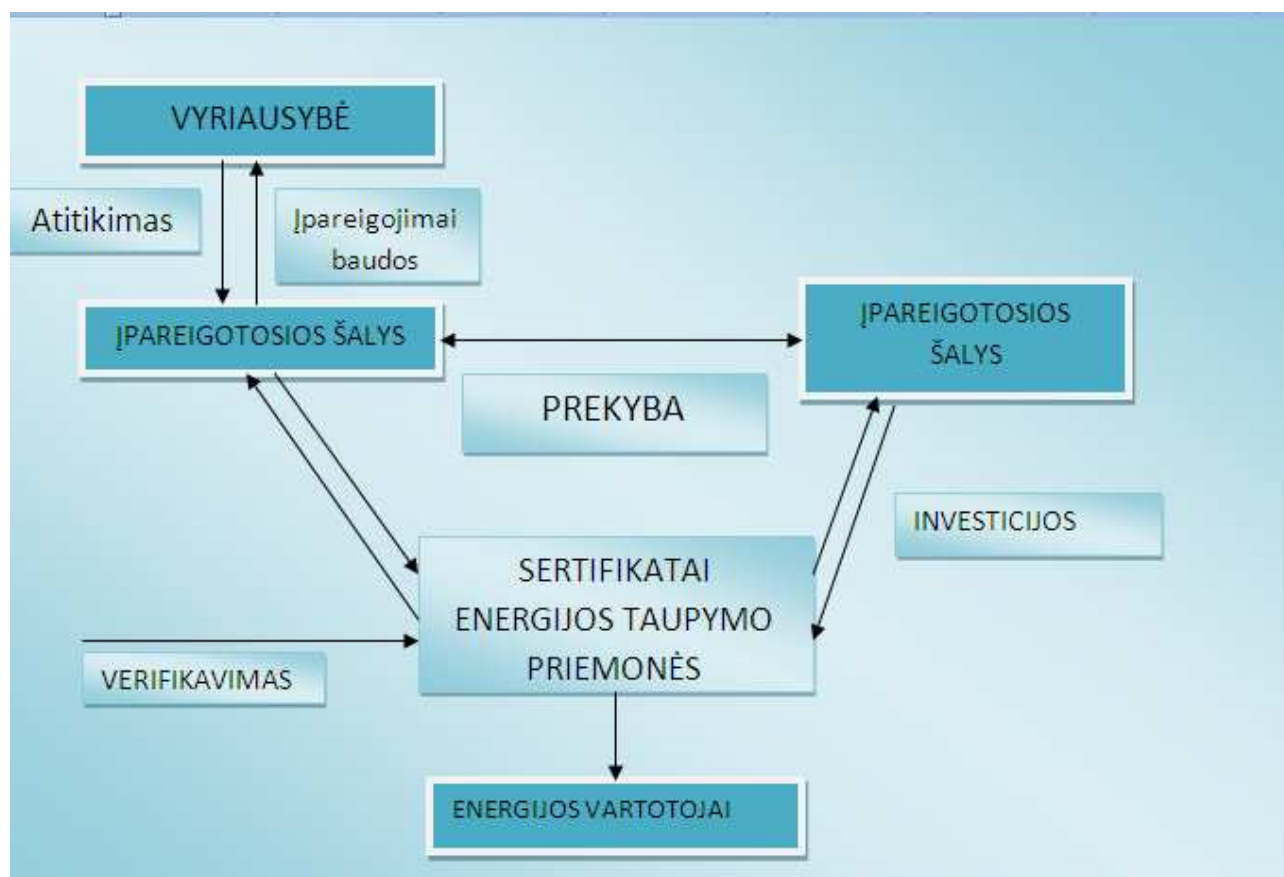 VYRIAUSYBĖ
Atitikimas
Įpareigojimai
baudos
ĮPAREIGOTOSIOS ŠALYS
ĮPAREIGOTOSIOS
ŠALYS
PREKYBA
INVESTICIJOS
SERTIFIKATAI
ENERGIJOS TAUPYMO
PRIEMONĖS
VERIFIKAVIMAS
ENERGIJOS VARTOTOJAI